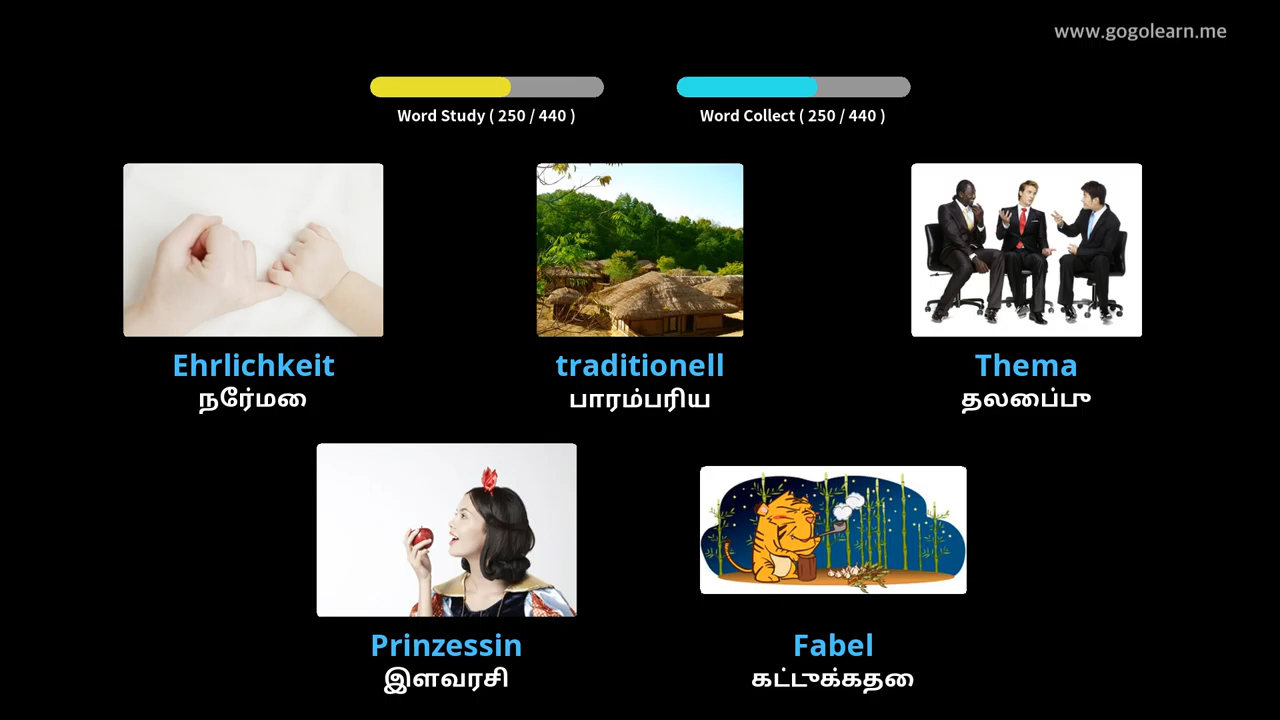 www.gogolearn.me
Word Study ( 250 / 440 )
Word Collect ( 250 / 440 )
Ehrlichkeit
நேர்மை
traditionell
பாரம்பரிய
Thema
தலைப்பு
Prinzessin
இளவரசி
Fabel
கட்டுக்கதை